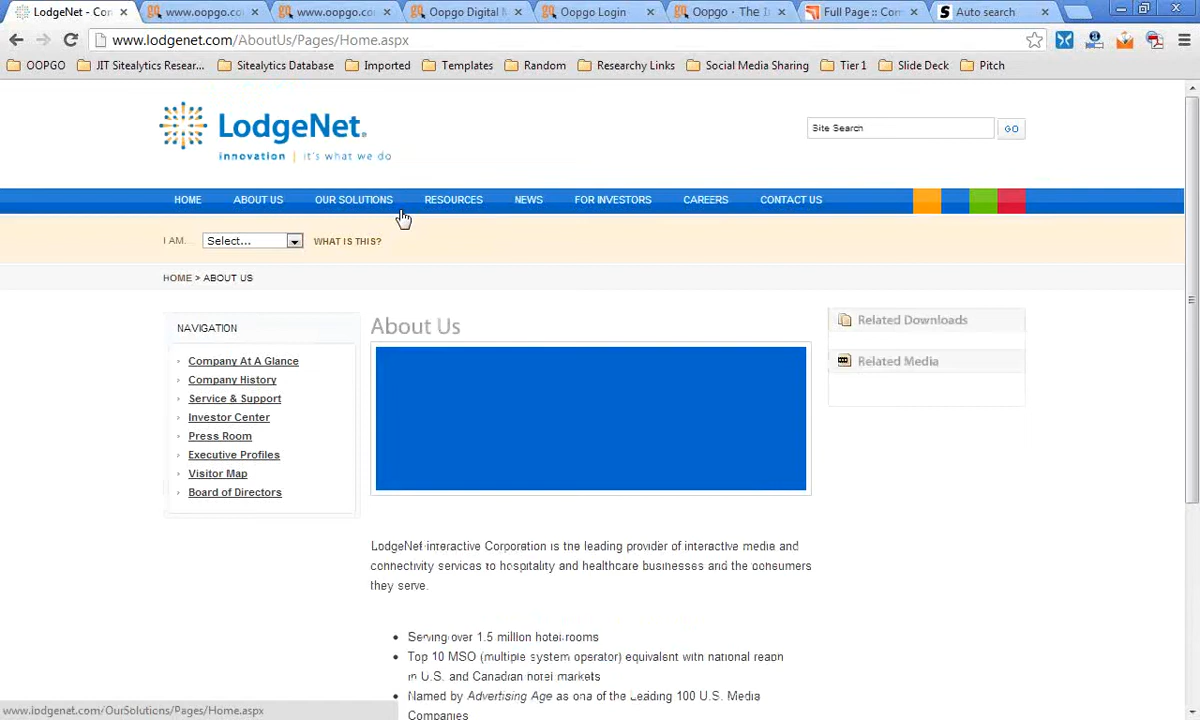 LodgeNet - Con
www.oopgo.co
www.oopgo.co
Oopgo Digital M
Oopgo Login
Oopgo - The In
Full Page :: Com
Auto search
www.lodgenet.com/AboutUs/Pages/Home.aspx
OOPGO
JIT Sitealytics Resear...
Sitealytics Database
Imported
Templates
Random
Researchy Links
Social Media Sharing
Tier 1
Slide Deck
Pitch
LodgeNet.
innovation | it's what we do
Site Search
GO
HOME
ABOUT US
OUR SOLUTIONS
RESOURCES
NEWS
FOR INVESTORS
CAREERS
CONTACT US
I AM...
Select...
WHAT IS THIS?
HOME > ABOUT US
NAVIGATION
Company At A Glance
Company History
Service & Support
Investor Center
Press Room
Executive Profiles
Visitor Map
Board of Directors
About Us
LodgeNet interactive Corporation is the leading provider of interactive media and
connectivity services to hospitality and healthcare businesses and the consumers
they serve.
• Serving over 1.5 million hotel rooms
• Top 10 MSO (multiple system operator) equivalent with national reach
in U.S. and Canadian hotel markets
• Named by Advertising Age as one of the Leading 100 U.S. Media
Companies
Related Downloads
Related Media
www.lodgenet.com/OurSolutions/Pages/Home.aspx